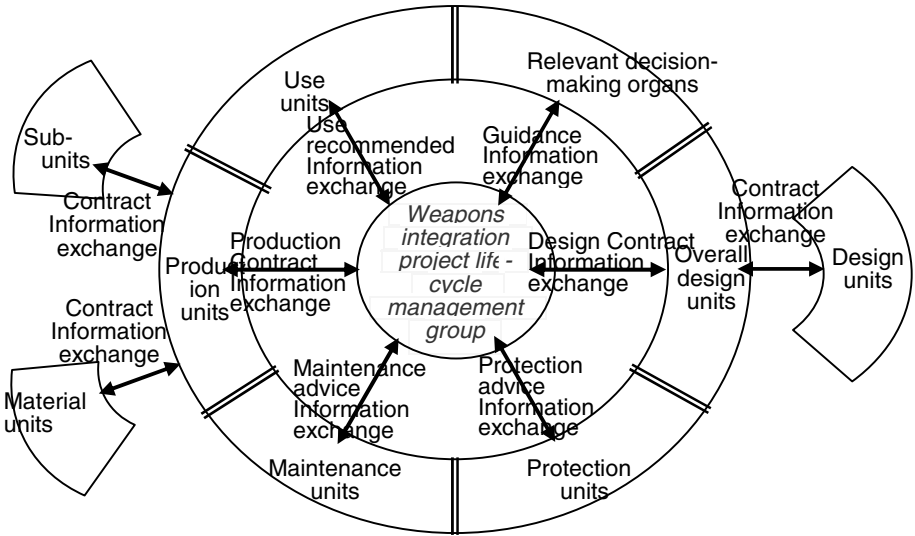 Relevant decision-
making organs
Use
units
Use
recommended
Information
exchange
Guidance
Information
exchange
Sub-
units
Contract
Information
exchange
Weapons
integration
project life -
cycle
management
group
Production
Contract
Information
exchange
Product
ion
units
Design Contract
Information
exchange
Overall
design
units
Contract
Information
exchange
Design
units
Contract
Information
exchange
Material
units
Maintenance
advice
Information
exchange
Protection
advice
Information
exchange
Maintenance
units
Protection
units